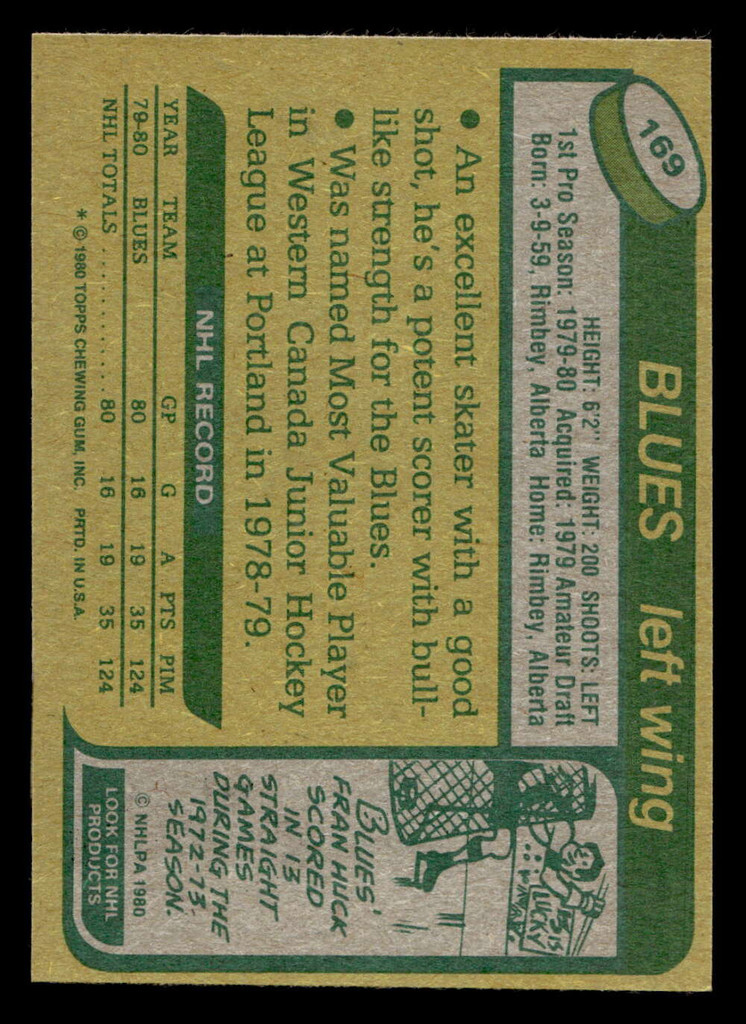 169
BLUES left wing
HEIGHT: 6'2" WEIGHT: 200 SHOOTS: LEFT
1st Pro Season: 1979-80 Acquired: 1979 Amateur Draft
Born: 3-9-59, Rimbey, Alberta Home: Rimbey, Alberta
• An excellent skater with a good
shot, he's a potent scorer with bull-
like strength for the Blues.
• Was named Most Valuable Player
in Western Canada Junior Hockey
League at Portland in 1978-79.
NHL RECORD
YEAR TEAM GP G A PTS PIM
79-80 BLUES 80 16 19 35 124
NHL TOTALS .......... 80 16 19 35 124
* © 1980 TOPPS CHEWING GUM, INC. PRTD. IN U.S.A.
13 IS
LUCKY
BLUES'
FRAN HUCK
SCORED
IN 13
STRAIGHT
GAMES
DURING THE
1972-73
SEASON.
© NHLPA 1980
LOOK FOR NHL
PRODUCTS